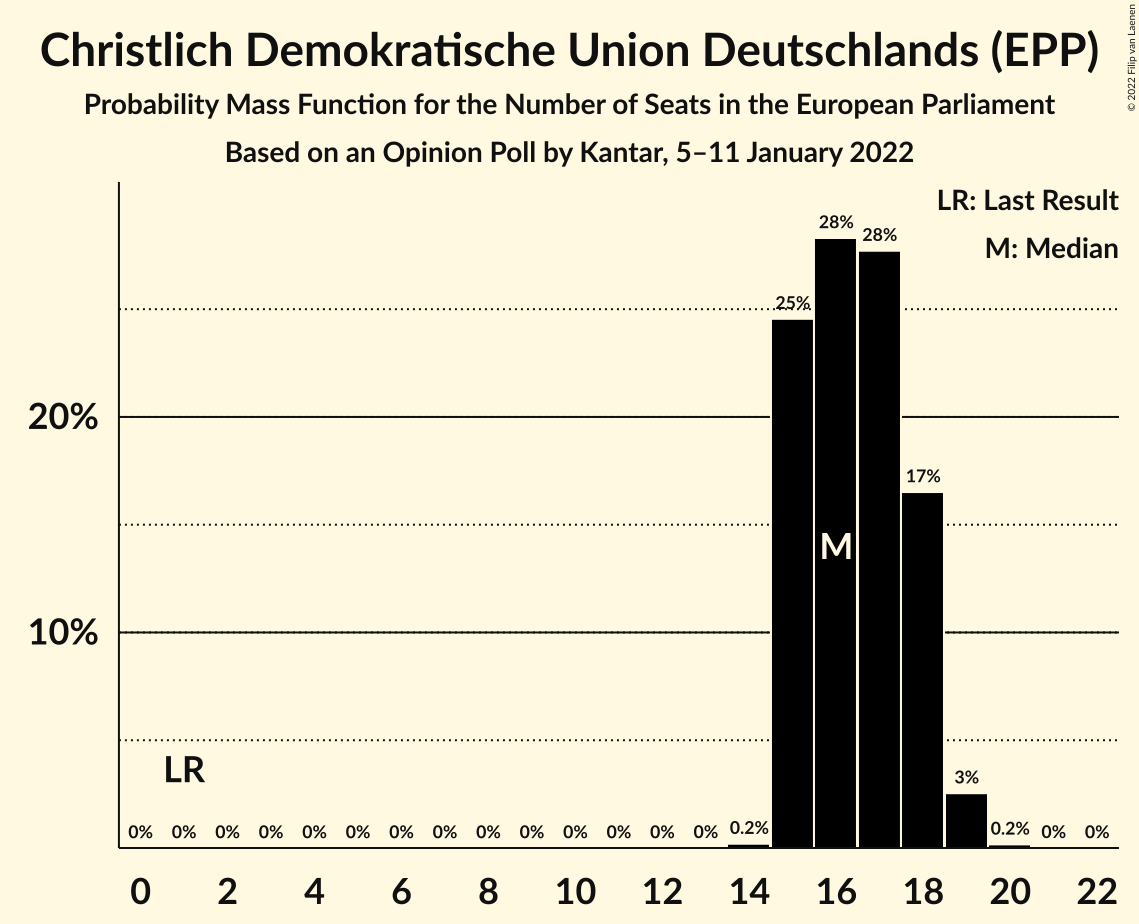 Christlich Demokratische Union Deutschlands (EPP)
Probability Mass Function for the Number of Seats in the European Parliament
Based on an Opinion Poll by Kantar, 5–11 January 2022
© 2022 Filip van Laenen
LR: Last Result
M: Median
28%
28%
25%
20%
17%
M
10%
LR
3%
0% 0% 0% 0% 0% 0% 0% 0% 0% 0% 0% 0% 0% 0% 0.2% 0.2% 0% 0%
0 2 4 6 8 10 12 14 16 18 20 22